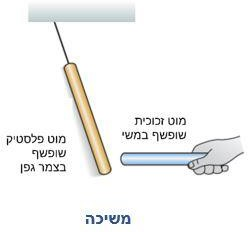 מוט זכוכית
שופשף במשי
מוט פלסטיק
שופשף
בצמר גפן
משיכה